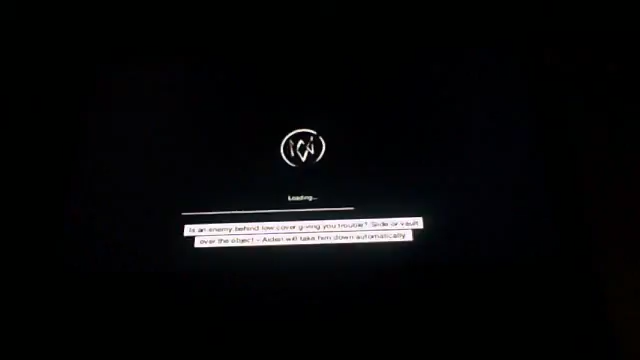 Loading...
Is an enemy behind low cover giving you trouble? Slide or vault
over the object - Aiden will take him down automatically.